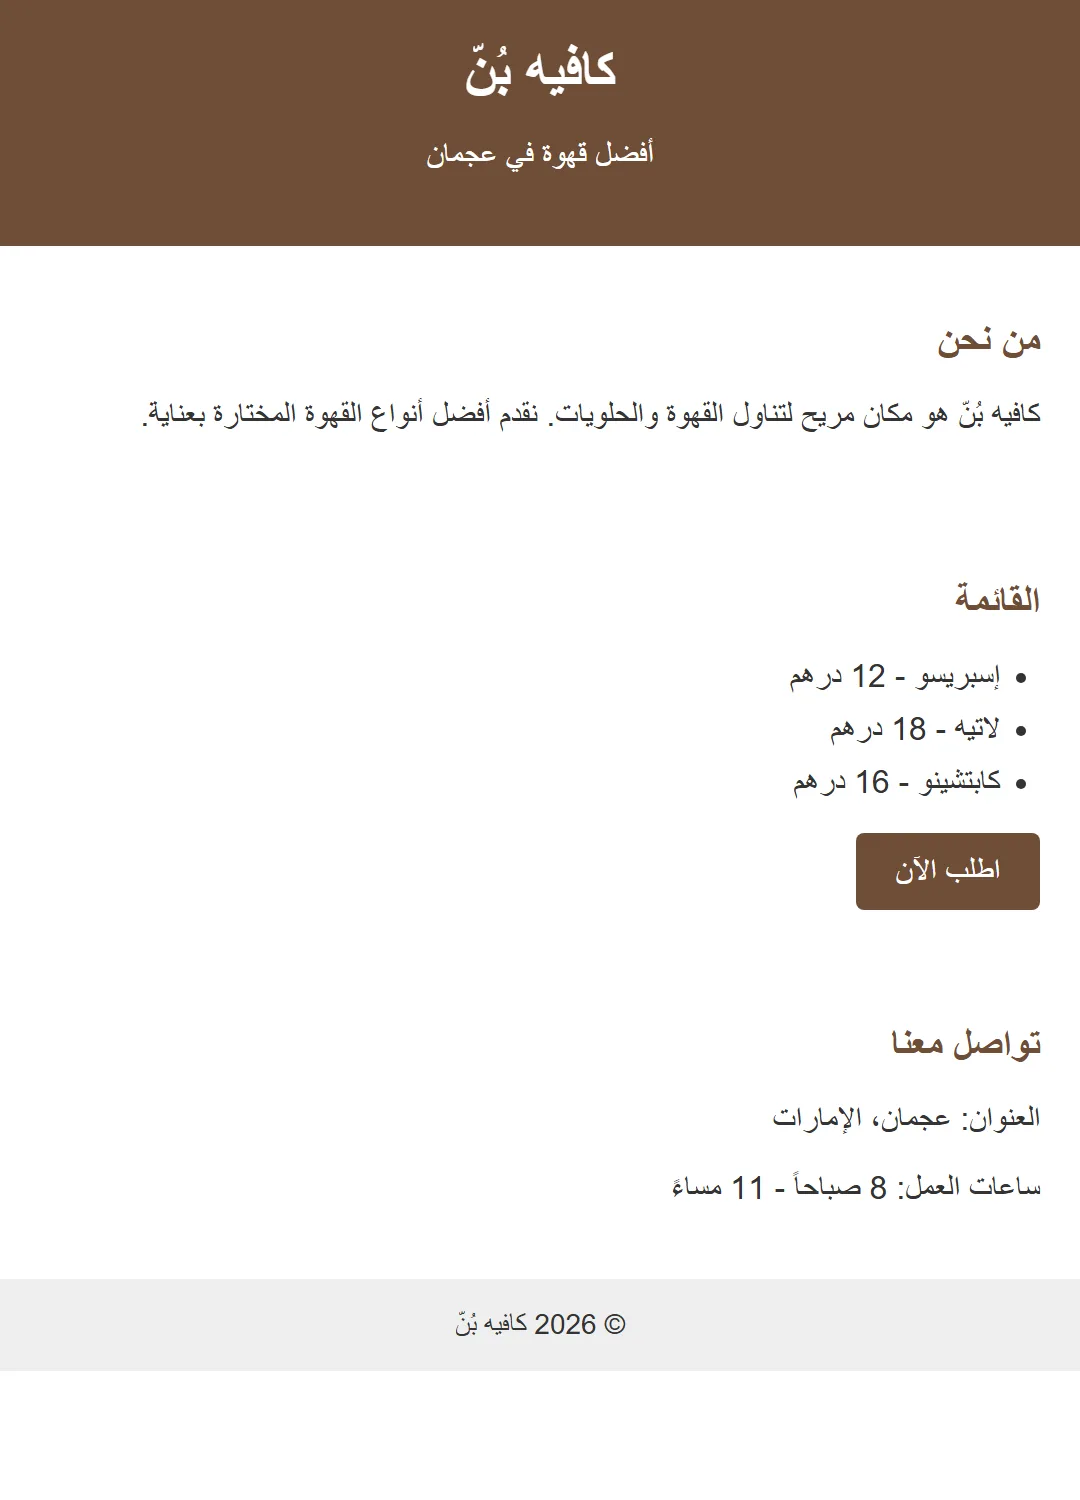 كافيه بُنّ
أفضل قهوة في عجمان
من نحن
كافيه بُنّ هو مكان مريح لتناول القهوة والحلويات. نقدم أفضل أنواع القهوة المختارة بعناية.
القائمة
• إسبريسو - 12 درهم
• لاتيه - 18 درهم
• كابتشينو - 16 درهم
اطلب الآن
تواصل معنا
العنوان: عجمان، الإمارات
ساعات العمل: 8 صباحاً - 11 مساءً
© 2026 كافيه بُنّ